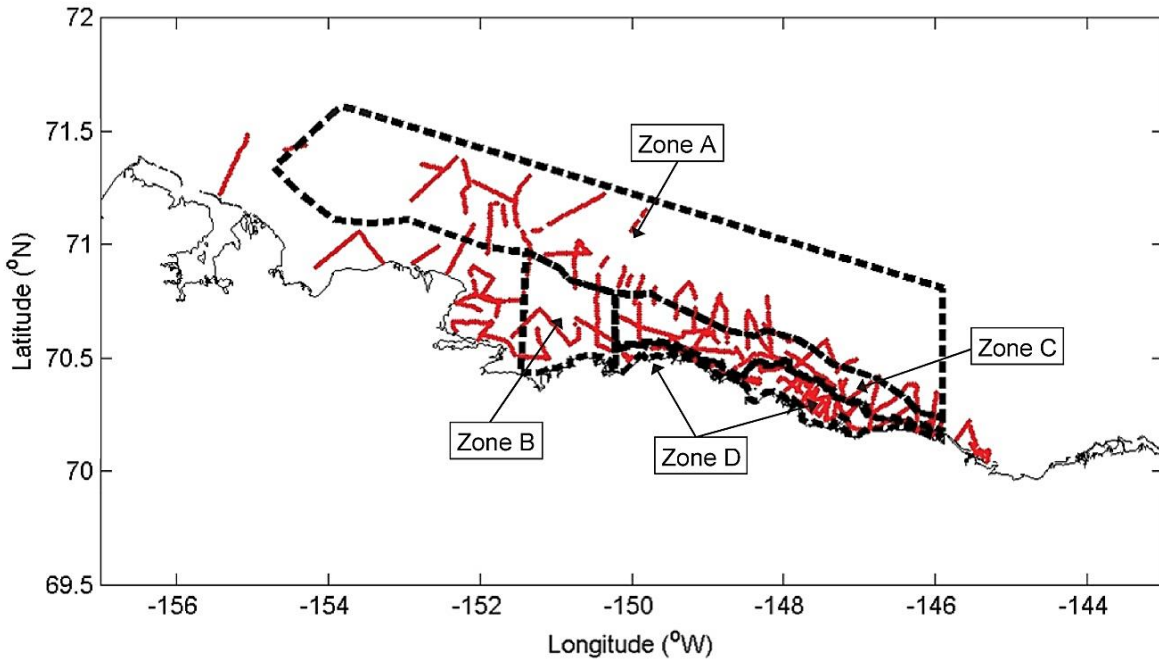 72
71.5
71
70.5
70
69.5
Latitude (°N)
Zone A
Zone C
Zone B
Zone D
-156 -154 -152 -150 -148 -146 -144
Longitude (°W)